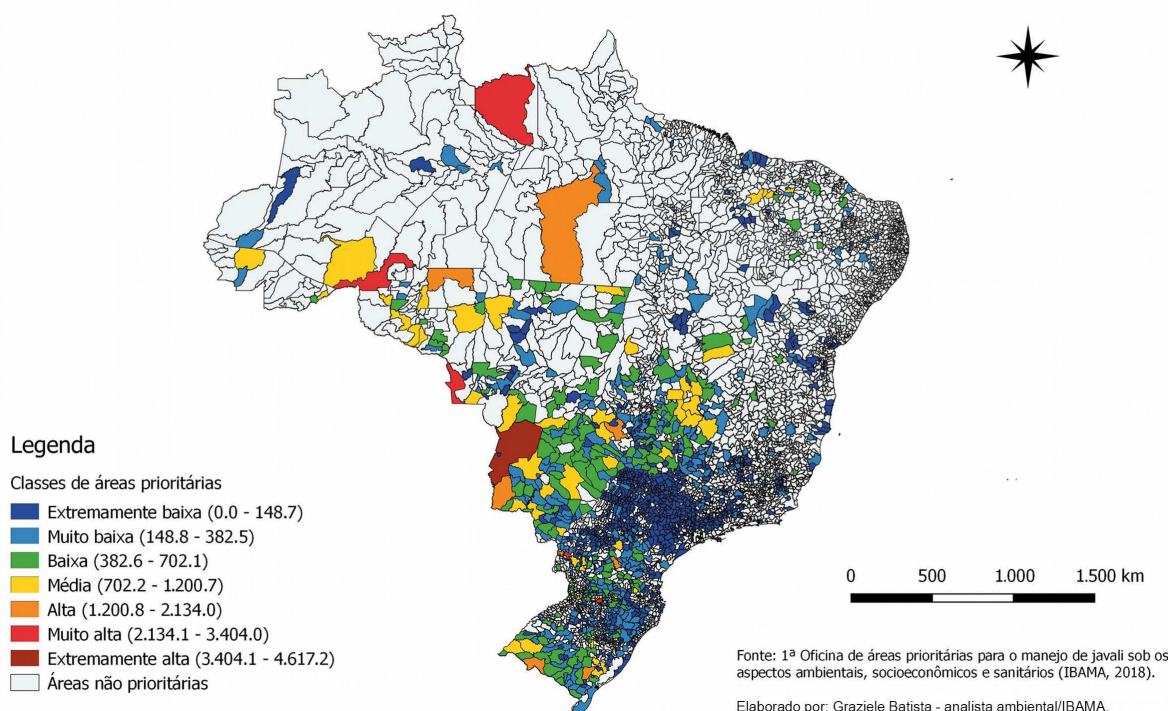 Legenda
Classes de áreas prioritárias
Extremamente baixa (0.0 - 148.7)
Muito baixa (148.8 - 382.5)
Baixa (382.6 - 702.1)
Média (702.2 - 1.200.7)
Alta (1.200.8 - 2.134.0)
Muito alta (2.134.1 - 3.404.0)
Extremamente alta (3.404.1 - 4.617.2)
Áreas não prioritárias
0 500 1.000 1.500 km
Fonte: 1ª Oficina de áreas prioritárias para o manejo de javali sob os
aspectos ambientais, socioeconômicos e sanitários (IBAMA, 2018).
Elaborado por: Graziele Batista - analista ambiental/IBAMA.